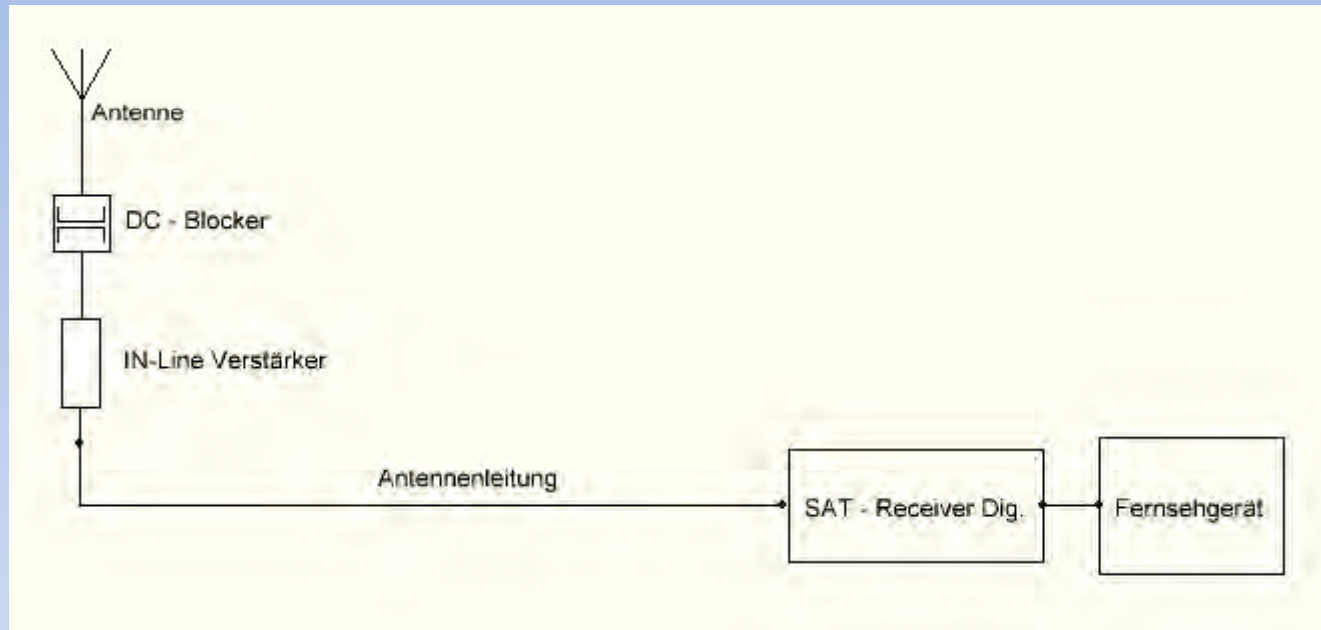 Antenne
DC - Blocker
IN-Line Verstärker
Antennenleitung
SAT - Receiver Dig.
Fernsehgerät